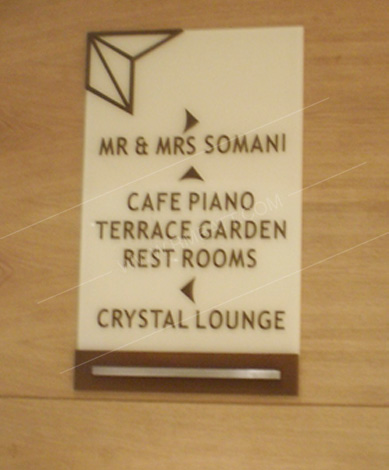 MR & MRS SOMANI
CAFE PIANO
TERRACE GARDEN
REST ROOMS
CRYSTAL LOUNGE